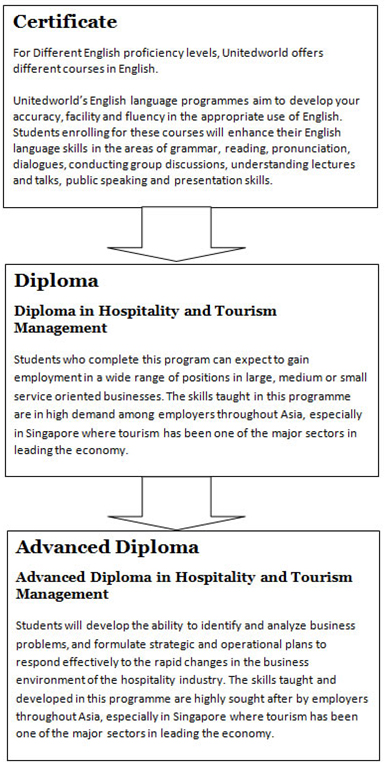 Certificate
For Different English proficiency levels, Unitedworld offers
different courses in English.
Unitedworld's English language programmes aim to develop your
accuracy, facility and fluency in the appropriate use of English.
Students enrolling for these courses will enhance their English
language skills in the areas of grammar, reading, pronunciation,
dialogues, conducting group discussions, understanding lectures
and talks, public speaking and presentation skills.
Diploma
Diploma in Hospitality and Tourism
Management
Students who complete this program can expect to gain
employment in a wide range of positions in large, medium or small
service oriented businesses. The skills taught in this programme
are in high demand among employers throughout Asia, especially
in Singapore where tourism has been one of the major sectors in
leading the economy.
Advanced Diploma
Advanced Diploma in Hospitality and Tourism
Management
Students will develop the ability to identify and analyze business
problems, and formulate strategic and operational plans to
respond effectively to the rapid changes in the business
environment of the hospitality industry. The skills taught and
developed in this programme are highly sought after by employers
throughout Asia, especially in Singapore where tourism has been
one of the major sectors in leading the economy.